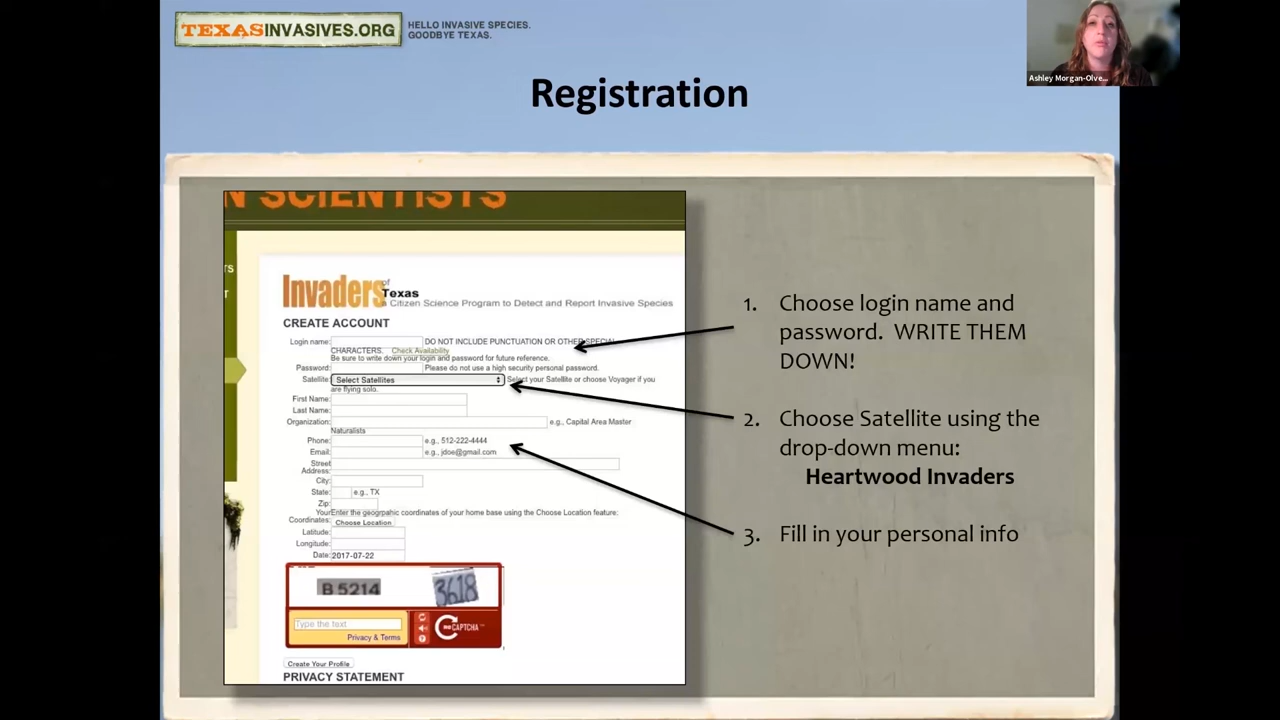 TEXASINVASIVES.ORG
HELLO INVASIVE SPECIES.
GOODBYE TEXAS.
Ashley Morgan-Olve...
Registration
N SCIENTISTS
TS
T
Invaders of
Texas
a Citizen Science Program to Detect and Report Invasive Species
CREATE ACCOUNT
Login name: DO NOT INCLUDE PUNCTUATION OR OTHER SPECIAL
CHARACTERS. Check Availability
Be sure to write down your login and password for future reference.
Password: Please do not use a high security personal password.
Satellite: Select Satellites Select your Satellite or choose Voyager if you
are flying solo.
First Name:
Last Name:
Organization: e.g., Capital Area Master
Naturalists
Phone: e.g., 512-222-4444
Email: e.g., jdoe@gmail.com
Street
Address:
City:
State: e.g., TX
Zip:
Your Enter the geogrpahic coordinates of your home base using the Choose Location feature:
Coordinates: Choose Location
Latitude:
Longitude:
Date: 2017-07-22
B 5214 3618
Type the text
Privacy & Terms
CAPTCHA
Create Your Profile
PRIVACY STATEMENT
1. Choose login name and
password. WRITE THEM
DOWN!
2. Choose Satellite using the
drop-down menu:
Heartwood Invaders
3. Fill in your personal info